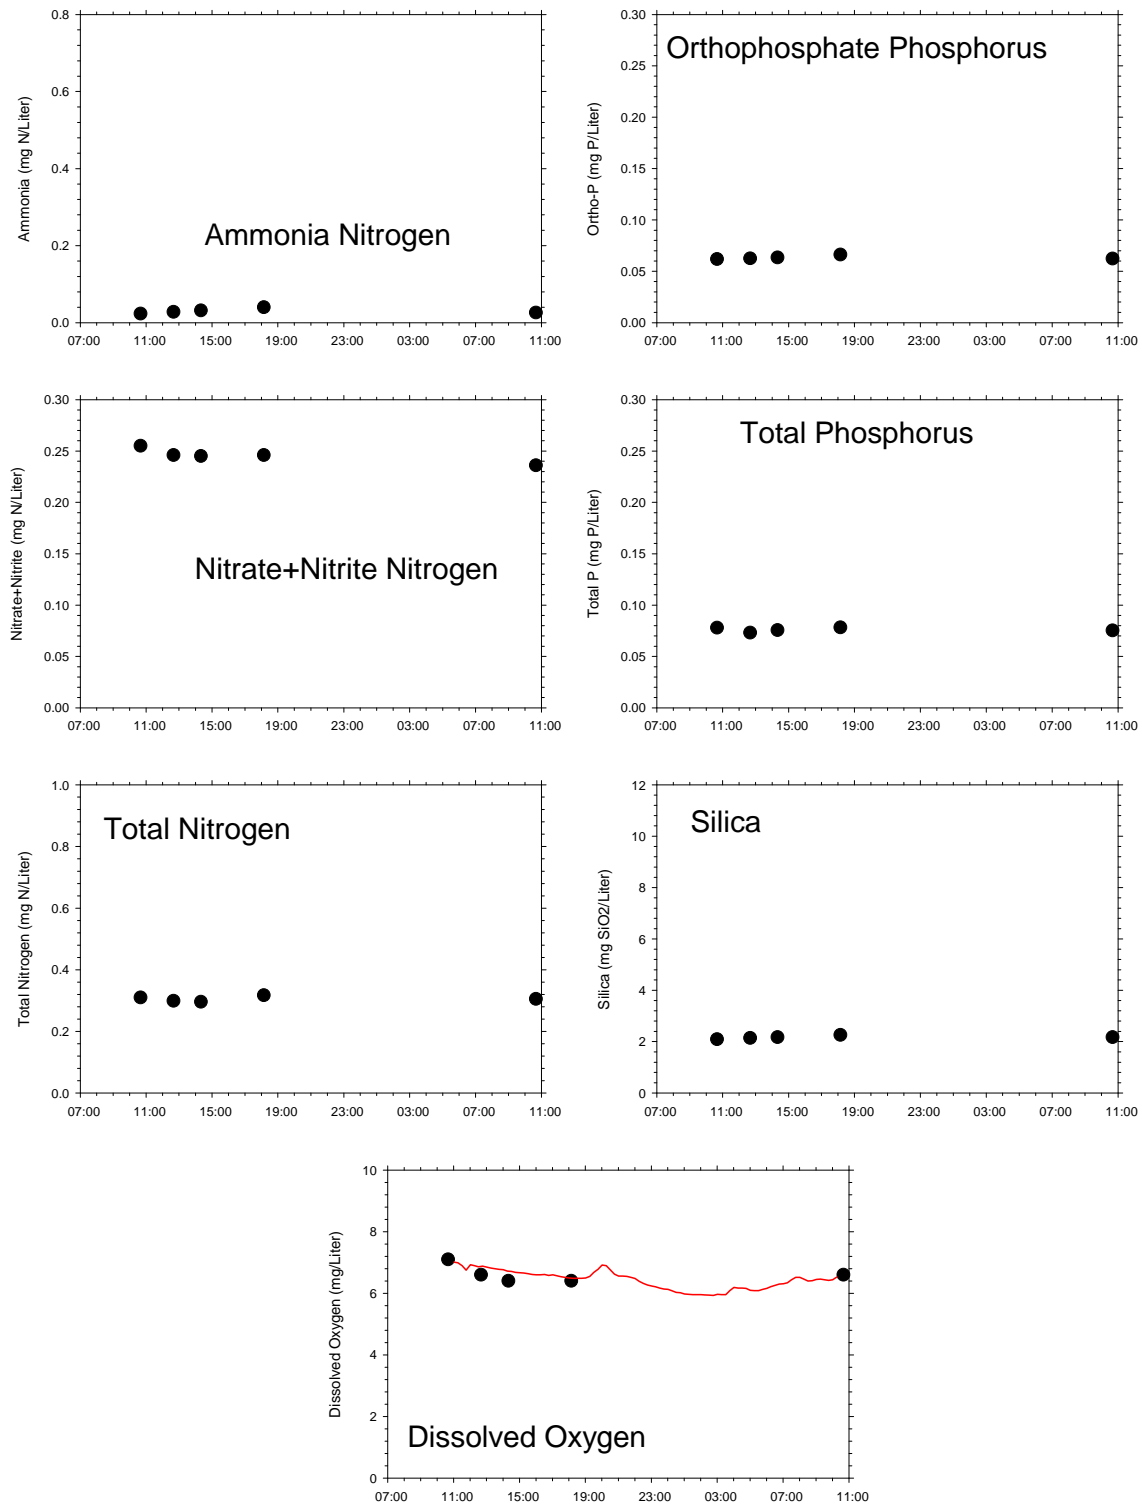 Ammonia (mg N/Liter)
0.8
0.6
0.4
0.2
0.0
Ammonia Nitrogen
07:00 11:00 15:00 19:00 23:00 03:00 07:00 11:00
Ortho-P (mg P/Liter)
0.30
0.25
0.20
0.15
0.10
0.05
0.00
Orthophosphate Phosphorus
07:00 11:00 15:00 19:00 23:00 03:00 07:00 11:00
Nitrate+Nitrite (mg N/Liter)
0.30
0.25
0.20
0.15
0.10
0.05
0.00
Nitrate+Nitrite Nitrogen
07:00 11:00 15:00 19:00 23:00 03:00 07:00 11:00
Total P (mg P/Liter)
0.30
0.25
0.20
0.15
0.10
0.05
0.00
Total Phosphorus
07:00 11:00 15:00 19:00 23:00 03:00 07:00 11:00
Total Nitrogen (mg N/Liter)
1.0
0.8
0.6
0.4
0.2
0.0
Total Nitrogen
07:00 11:00 15:00 19:00 23:00 03:00 07:00 11:00
Silica (mg SiO2/Liter)
12
10
8
6
4
2
0
Silica
07:00 11:00 15:00 19:00 23:00 03:00 07:00 11:00
Dissolved Oxygen (mg/Liter)
10
8
6
4
2
0
Dissolved Oxygen
07:00 11:00 15:00 19:00 23:00 03:00 07:00 11:00